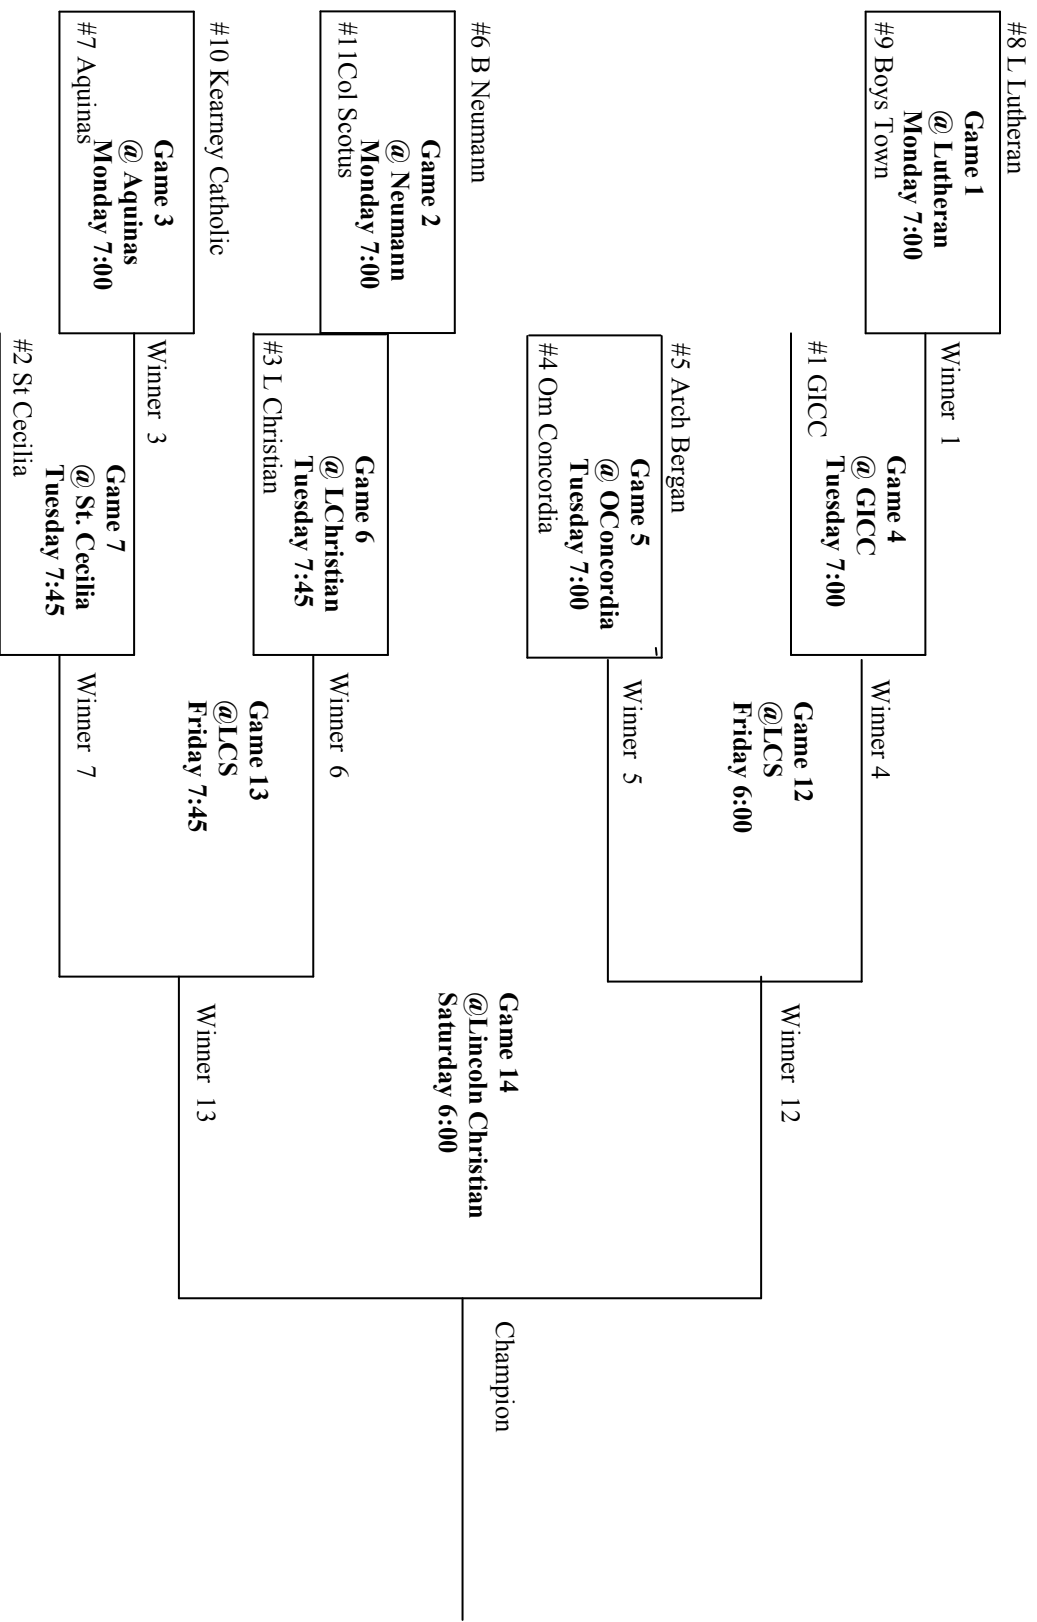 #8 L Lutheran
Game 1
@ Lutheran
Monday 7:00
#9 Boys Town
Winner 1
#1 GICC
Game 4
@ GICC
Tuesday 7:00
#5 Arch Bergan
Game 5
@ OConcordia
Tuesday 7:00
#4 Om Concordia
Winner 4
Game 12
@LCS
Friday 6:00
Winner 5
#6 B Neumann
Game 2
@ Neumann
Monday 7:00
#11Col Scotus
Game 6
@ LChristian
Tuesday 7:45
#3 L Christian
#10 Kearney Catholic
Game 3
@ Aquinas
Monday 7:00
#7 Aquinas
Winner 3
Game 7
@ St. Cecilia
Tuesday 7:45
#2 St Cecilia
Winner 6
Game 13
@LCS
Friday 7:45
Winner 7
Winner 12
Game 14
@Lincoln Christian
Saturday 6:00
Winner 13
Champion